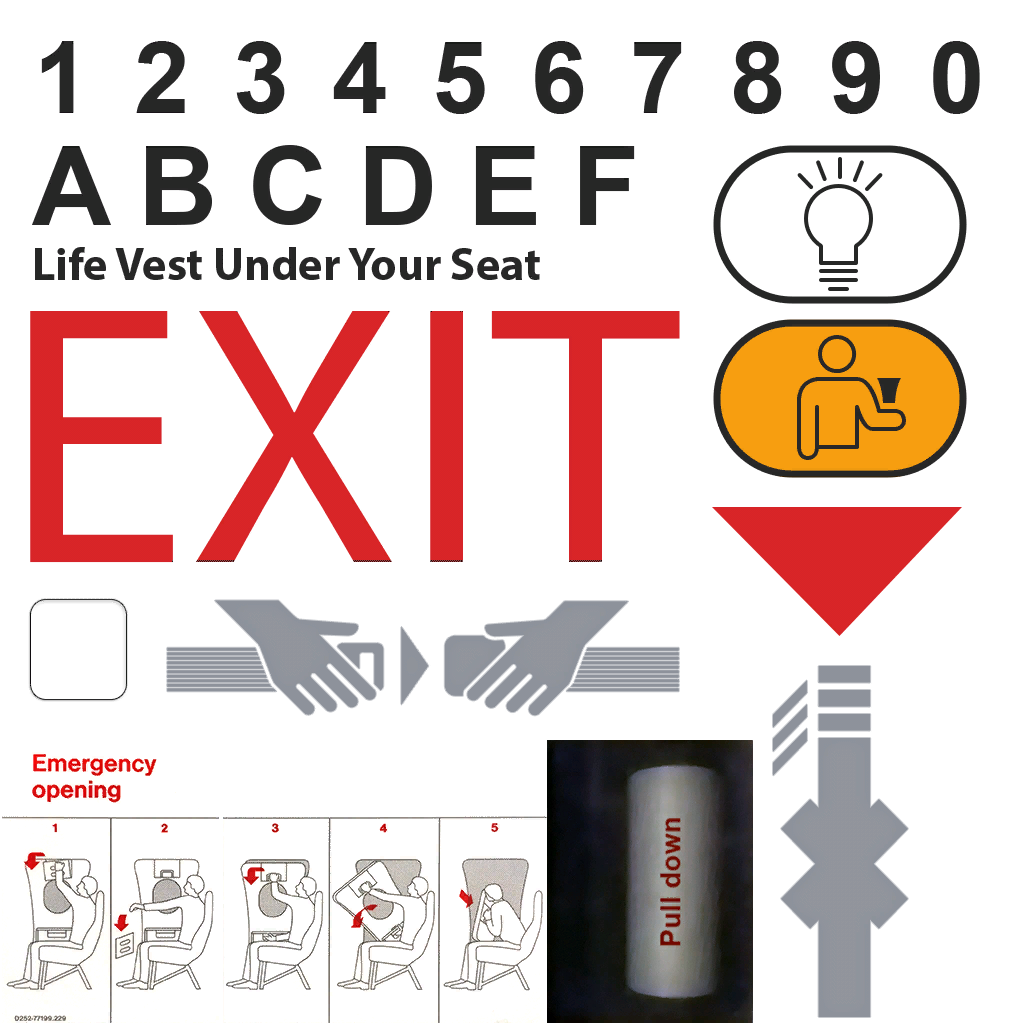 1 2 3 4 5 6 7 8 9 0
A B C D E F
Life Vest Under Your Seat
EXIT
Emergency
opening
1 2 3 4 5
Pull down
D252-77199.229